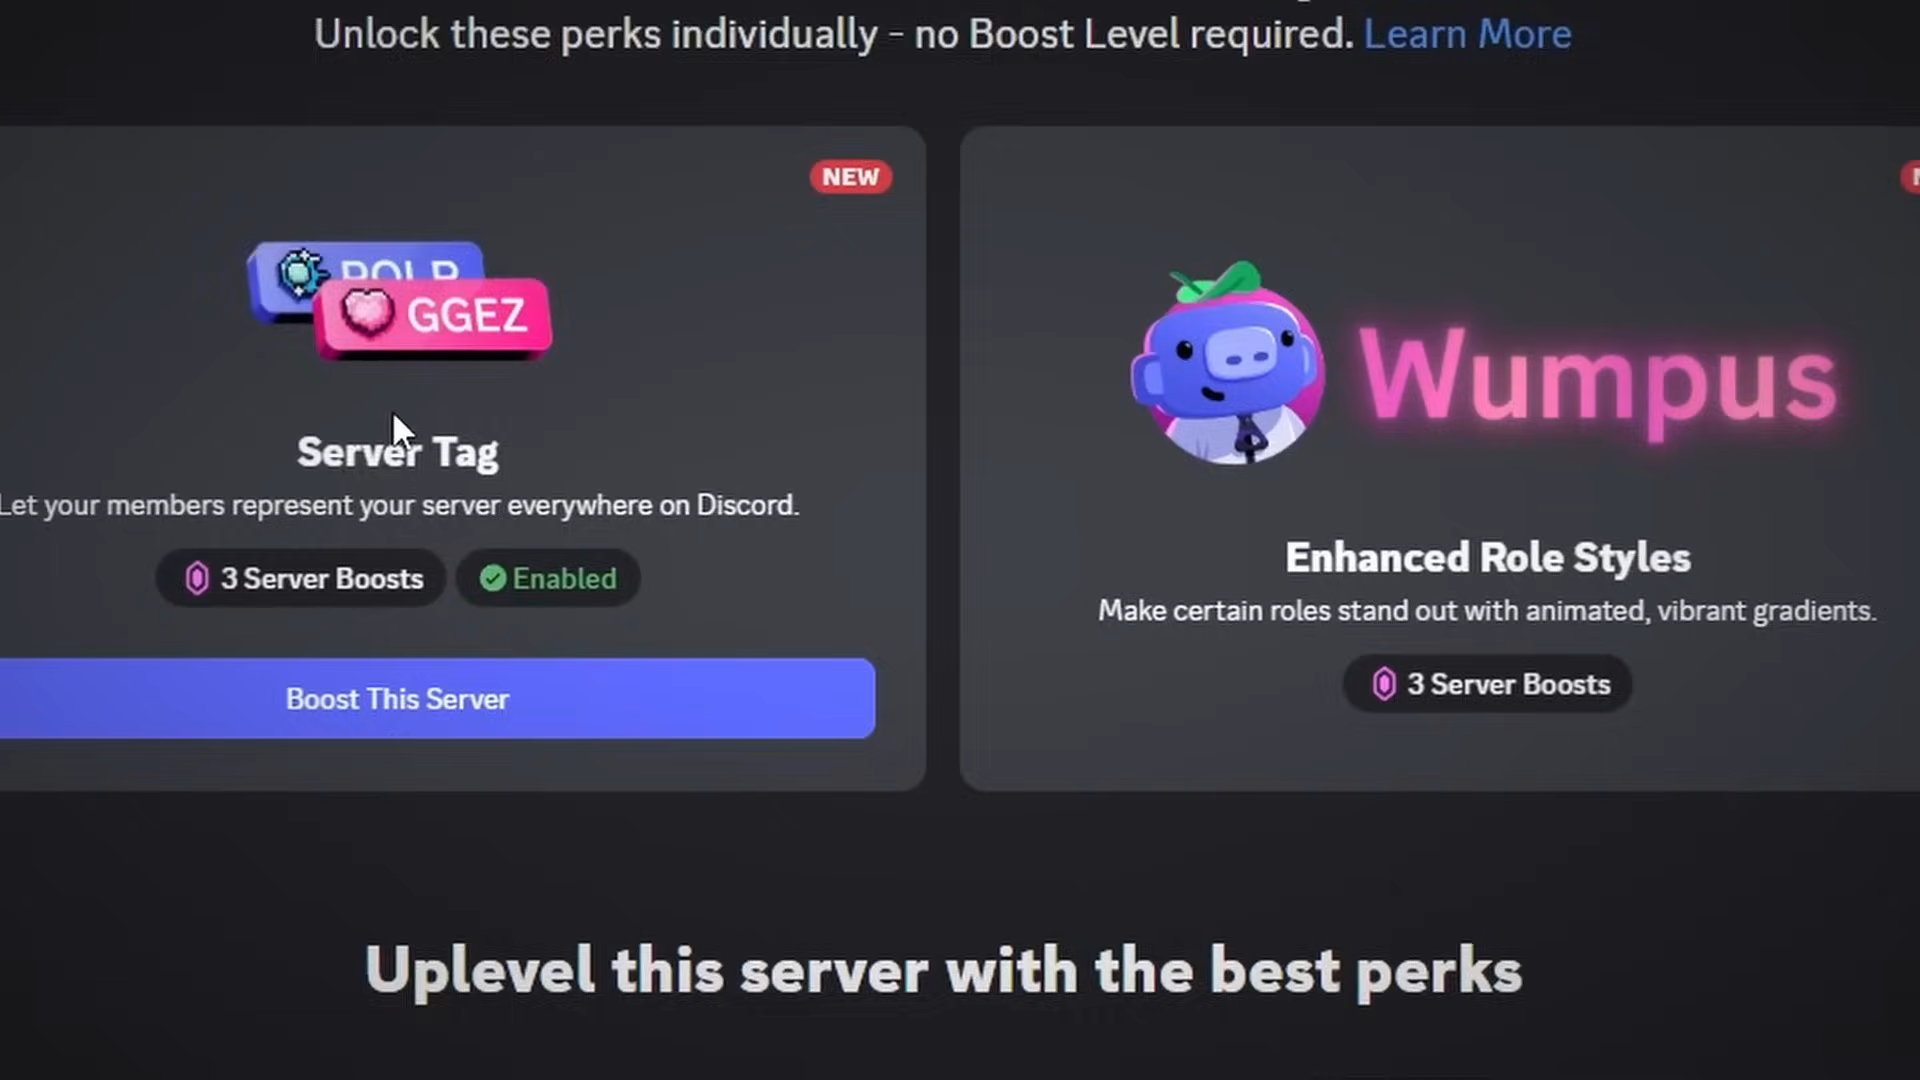 Unlock these perks individually - no Boost Level required. Learn More
NEW
GGEZ
Wumpus
Server Tag
Let your members represent your server everywhere on Discord.
3 Server Boosts
Enabled
Boost This Server
Enhanced Role Styles
Make certain roles stand out with animated, vibrant gradients.
3 Server Boosts
Uplevel this server with the best perks